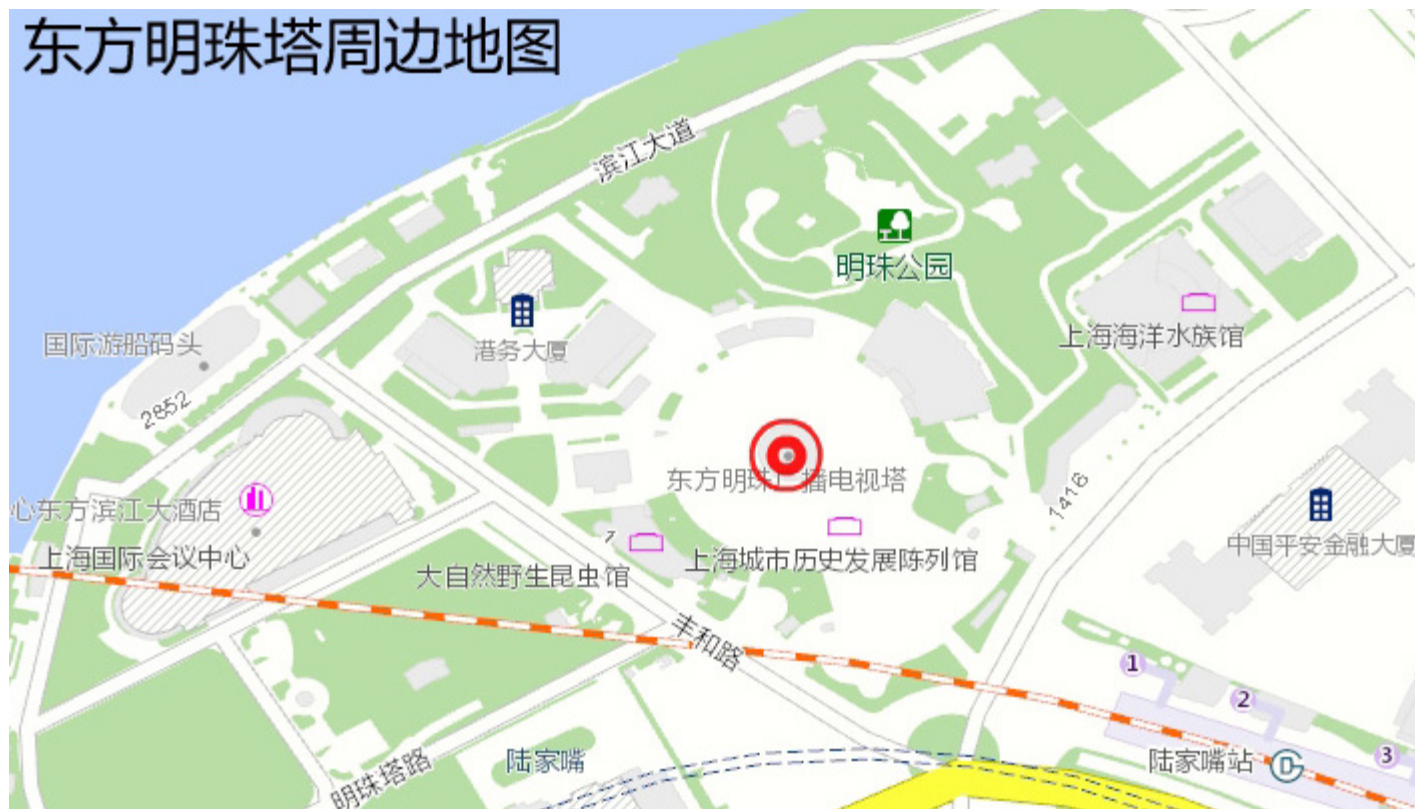 东方明珠塔周边地图
滨江大道
明珠公园
国际游船码头
港务大厦
上海海洋水族馆
2852
东方明珠广播电视塔
1416
心东方滨江大酒店
上海国际会议中心
7
大自然野生昆虫馆
上海城市历史发展陈列馆
中国平安金融大厦
丰和路
1
2
3
陆家嘴
陆家嘴站
明珠塔路